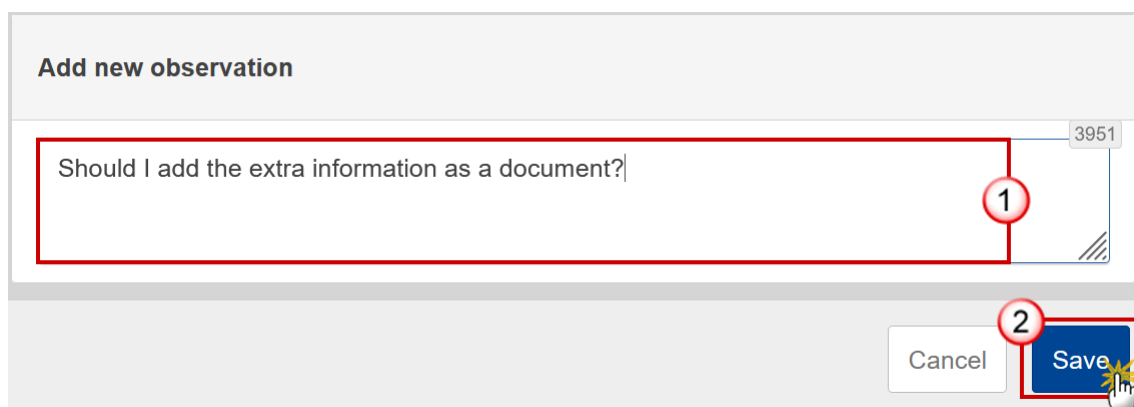 Add new observation
3951
Should I add the extra information as a document?
1
2
Cancel
Save